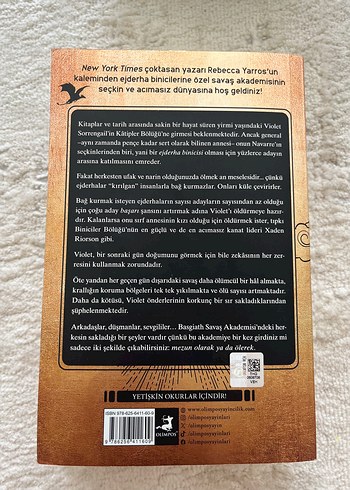 New York Times çoktasan yazarı Rebecca Yarros'un
kaleminden ejderha binicilerine özel savaş akademisinin
seçkin ve acımasız dünyasına hoş geldiniz!
Kitaplar ve tarih arasında sakin bir hayat süren yirmi yaşındaki Violet
Sorrengail'in Kâtipler Bölüğü'ne girmesi beklenmektedir. Ancak general
–aynı zamanda pençe kadar sert olarak bilinen annesi– onun Navarre'ın
seçkinlerinden biri, yani bir ejderha binicisi olması için yüzlerce adayın
arasına katılmasını emreder.
Fakat herkesten ufak ve narin olduğunuzda ölmek an meselesidir... çünkü
ejderhalar "kırılgan" insanlarla bağ kurmazlar. Onları küle çevirirler.
Bağ kurmak isteyen ejderhaların sayısı adayların sayısından az olduğu
için çoğu aday başarı şansını artırmak adına Violet'ı öldürmeye hazır-
dır. Kalanlarsa onu sırf annesinin kızı olduğu için öldürmek ister, tıpkı
Biniciler Bölüğü'nün en güçlü ve de en acımasız kanat lideri Xaden
Riorson gibi.
Violet, bir sonraki gün doğumunu görmek için bile zekâsının her zer-
resini kullanmak zorundadır.
Öte yandan her geçen gün dışarıdaki savaş daha ölümcül bir hâl almakta,
krallığın koruma bölgeleri tek tek yıkılmakta ve ölü sayısı artmaktadır.
Daha da kötüsü, Violet önderlerinin korkunç bir sır sakladıklarından
şüphelenmektedir.
Arkadaşlar, düşmanlar, sevgililer... Basgiath Savaş Akademisi'ndeki her-
kesin sakladığı bir şeyler vardır çünkü bu akademiye bir kez girdiniz mi
sadece iki şekilde çıkabilirsiniz: mezun olarak ya da ölerek.
YETİŞKİN OKURLAR İÇİNDİR!
ISBN 978-625-6411-80-9
9 786256 411809
OLIMPOS
www.olimposyayincilik.com
olimposyayinlari
olimposyayin
olimposyayinlari
olimposyayinlari